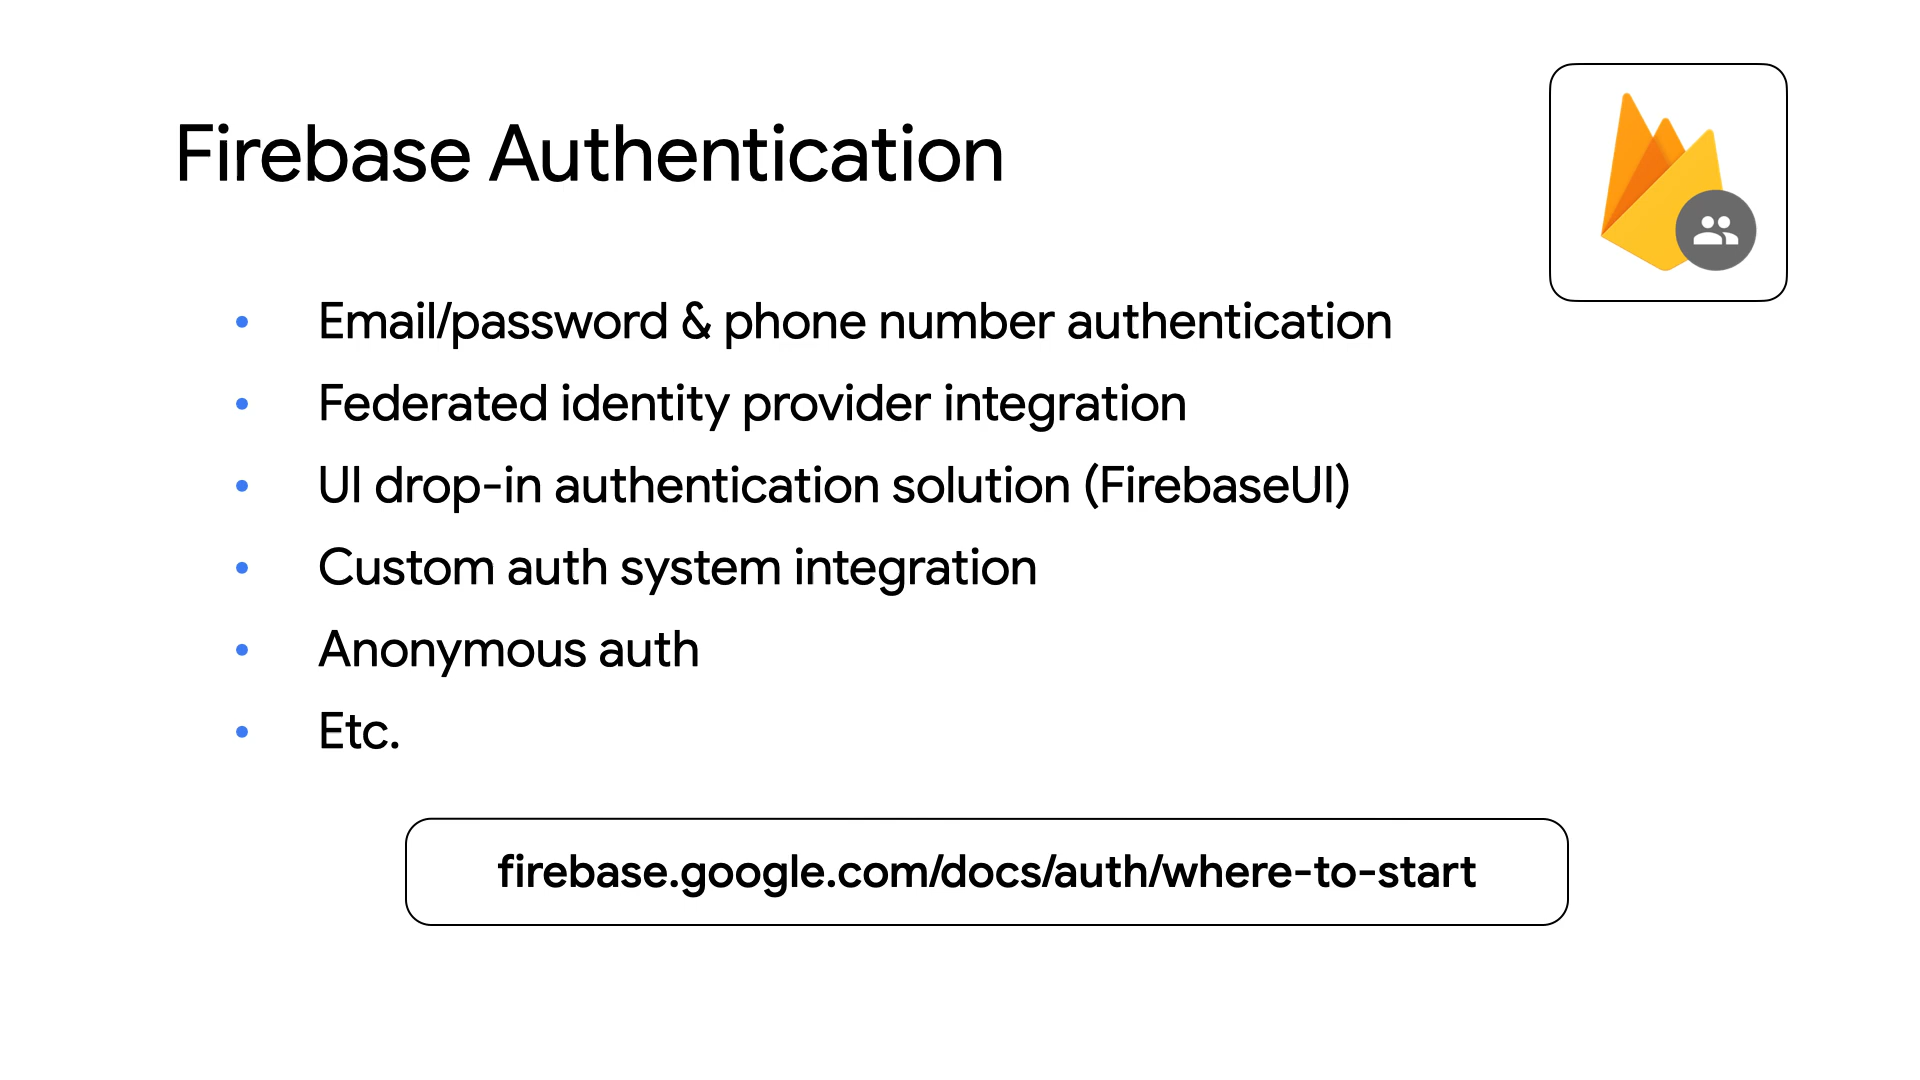 Firebase Authentication
• Email/password & phone number authentication
• Federated identity provider integration
• UI drop-in authentication solution (FirebaseUI)
• Custom auth system integration
• Anonymous auth
• Etc.
firebase.google.com/docs/auth/where-to-start